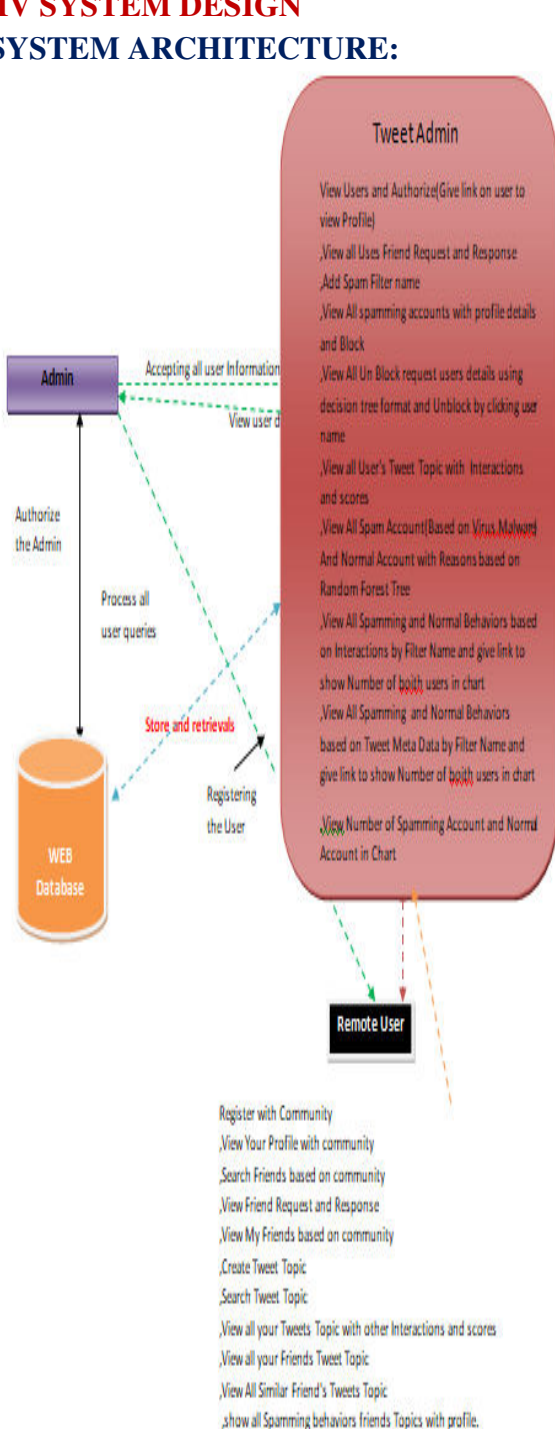 IV SYSTEM DESIGN
SYSTEM ARCHITECTURE:
Tweet Admin
View Users and Authorize(Give link on user to
view Profile)
,View all Uses Friend Request and Response
,Add Spam Filter name
,View All spamming accounts with profile details
and Block
,View All Un Block request users details using
decision tree format and Unblock by clicking user
name
,View all User's Tweet Topic with Interactions
and scores
,View All Spam Account(Based on Virus,Malward)
And Normal Account with Reasons based on
Random Forest Tree
,View All Spamming and Normal Behaviors based
on Interactions by Filter Name and give link to
show Number of boith users in chart
,View All Spamming and Normal Behaviors
based on Tweet Meta Data by Filter Name and
give link to show Number of boith users in chart
,View Number of Spamming Account and Normal
Account in Chart
Admin
Accepting all user Information
View user d
Authorize
the Admin
Process all
user queries
Store and retrievals
Registering
the User
WEB
Database
Remote User
Register with Community
,View Your Profile with community
,Search Friends based on community
,View Friend Request and Response
,View My Friends based on community
,Create Tweet Topic
,Search Tweet Topic
,View all your Tweets Topic with other Interactions and scores
,View all your Friends Tweet Topic
,View All Similar Friend's Tweets Topic
,show all Spamming behaviors friends Topics with profile.